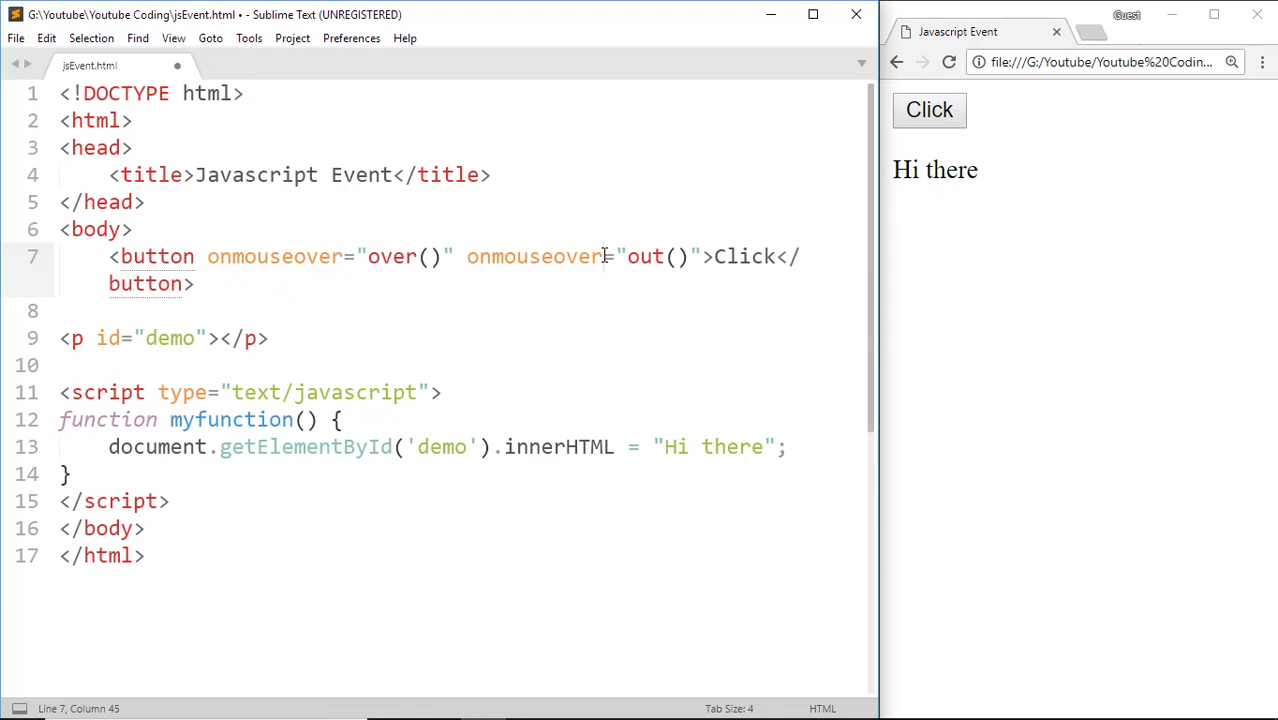 G:\Youtube\Youtube Coding\jsEvent.html • - Sublime Text (UNREGISTERED)
File Edit Selection Find View Goto Tools Project Preferences Help
jsEvent.html
1 <!DOCTYPE html>
2 <html>
3 <head>
4 <title>Javascript Event</title>
5 </head>
6 <body>
7 <button onmouseover="over()" onmouseover="out()">Click</
button>
8
9 <p id="demo"></p>
10
11 <script type="text/javascript">
12 function myfunction() {
13 document.getElementById('demo').innerHTML = "Hi there";
14 }
15 </script>
16 </body>
17 </html>
Line 7, Column 45
Tab Size: 4
HTML
Guest
Javascript Event
file:///G:/Youtube/Youtube%20Coding...
Click
Hi there